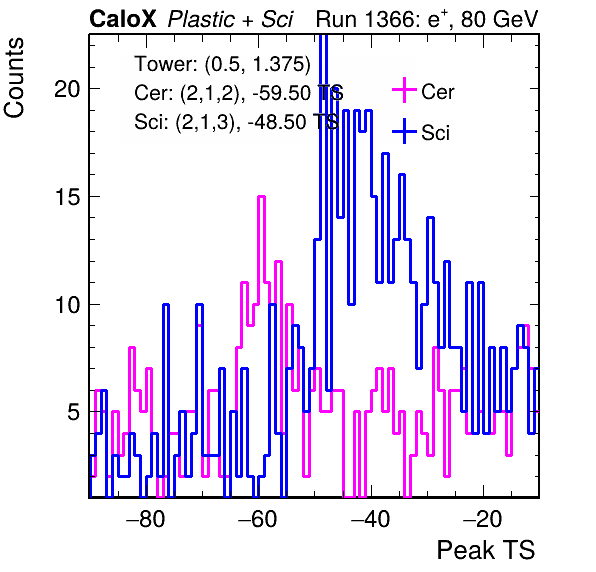 CaloX Plastic + Sci Run 1366: e+, 80 GeV
Counts
Tower: (0.5, 1.375)
Cer: (2,1,2), -59.50 TS
Sci: (2,1,3), -48.50 TS
Cer
Sci
20
15
10
5
−80 −60 −40 −20
Peak TS